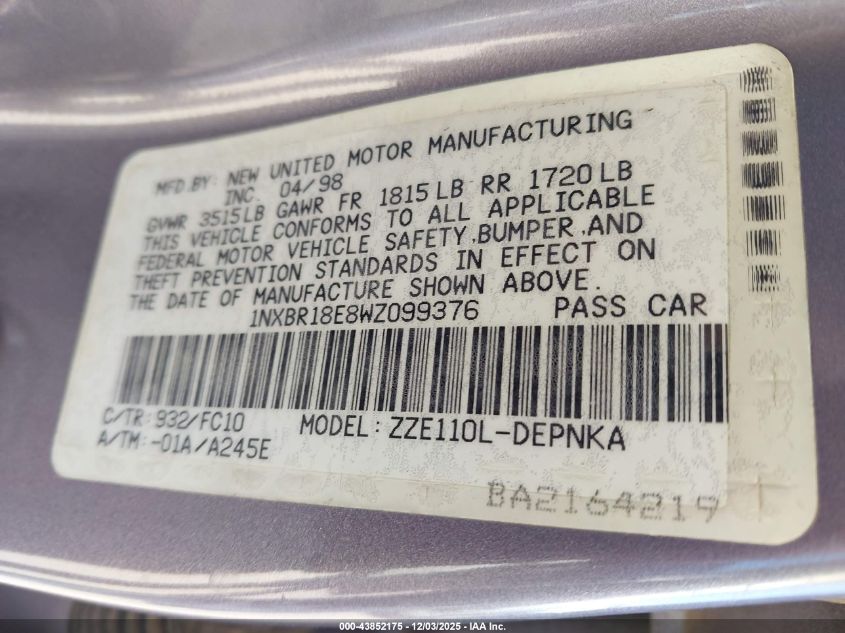 MFD.BY: NEW UNITED MOTOR MANUFACTURING
INC. 04/98
GVWR 3515LB GAWR FR 1815LB RR 1720LB
THIS VEHICLE CONFORMS TO ALL APPLICABLE
FEDERAL MOTOR VEHICLE SAFETY, BUMPER, AND
THEFT PREVENTION STANDARDS IN EFFECT ON
THE DATE OF MANUFACTURE SHOWN ABOVE.
1NXBR18E8WZ099376 PASS CAR
C/TR: 932/FC10 MODEL: ZZE110L-DEPNKA
A/TM: -01A/A245E
BA2164219
000-43852175 - 12/03/2025 - IAA Inc.